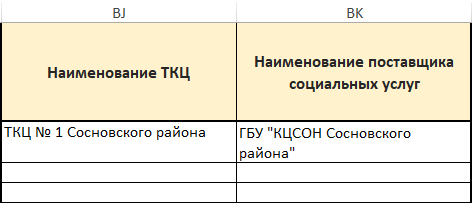 BJ BK
Наименование ТКЦ
Наименование поставщика
социальных услуг
ТКЦ № 1 Сосновского района
ГБУ "КЦСОН Сосновского
района"